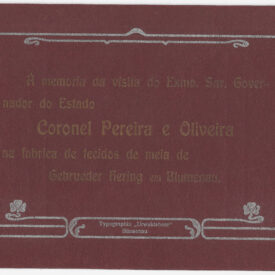 A memoria da visita do Exmo. Snr. Gover-
nador do Estado
Coronel Pereira e Oliveira
na fabrica de tecidos de meia de
Gebrueder Hering em Blumenau.
Typographia „Urwaldsbote"
Blumenau